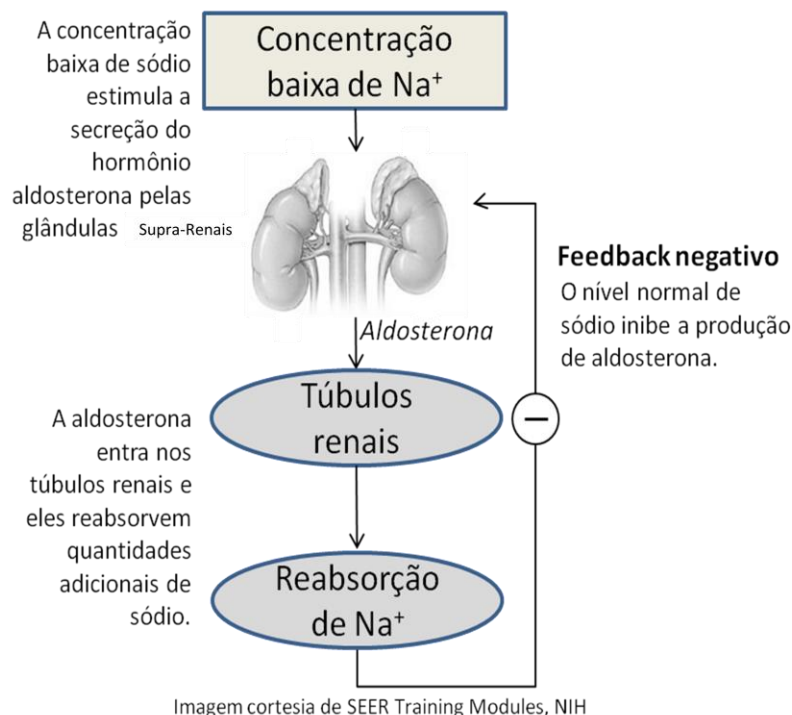 A concentração
baixa de sódio
estimula a
secreção do
hormônio
aldosterona pelas
glândulas Supra-Renais
Concentração
baixa de Na⁺
Aldosterona
Feedback negativo
O nível normal de
sódio inibe a produção
de aldosterona.
Túbulos
renais
−
A aldosterona
entra nos
túbulos renais e
eles reabsorvem
quantidades
adicionais de
sódio.
Reabsorção
de Na⁺
Imagem cortesia de SEER Training Modules, NIH